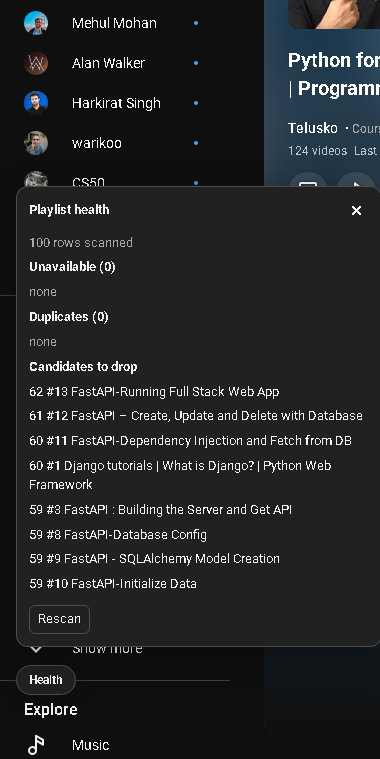 Mehul Mohan
Alan Walker
Harkirat Singh
warikoo
CS50
Python for
| Programm
Telusko • Cours
124 videos Last
Playlist health
100 rows scanned
Unavailable (0)
none
Duplicates (0)
none
Candidates to drop
62 #13 FastAPI-Running Full Stack Web App
61 #12 FastAPI – Create, Update and Delete with Database
60 #11 FastAPI-Dependency Injection and Fetch from DB
60 #1 Django tutorials | What is Django? | Python Web
Framework
59 #3 FastAPI : Building the Server and Get API
59 #8 FastAPI-Database Config
59 #9 FastAPI - SQLAlchemy Model Creation
59 #10 FastAPI-Initialize Data
Rescan
Show more
Health
Explore
Music